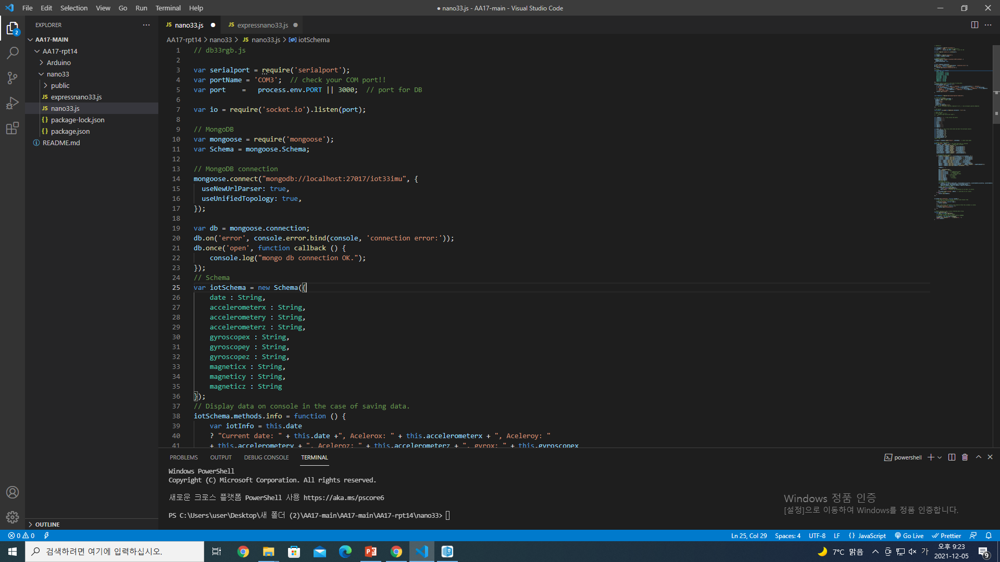 File Edit Selection View Go Run Terminal Help
● nano33.js - AA17-main - Visual Studio Code
EXPLORER
AA17-MAIN
AA17-rpt14
Arduino
nano33
public
JS expressnano33.js
JS nano33.js
{} package-lock.json
{} package.json
README.md
OUTLINE
2
JS nano33.js ●
JS expressnano33.js ●
AA17-rpt14 > nano33 > JS nano33.js > iotSchema
1 // db33rgb.js
2
3 var serialport = require('serialport');
4 var portName = 'COM3';  // check your COM port!!
5 var port    =   process.env.PORT || 3000;  // port for DB
6
7 var io = require('socket.io').listen(port);
8
9 // MongoDB
10 var mongoose = require('mongoose');
11 var Schema = mongoose.Schema;
12
13 // MongoDB connection
14 mongoose.connect("mongodb://localhost:27017/iot33imu", {
15   useNewUrlParser: true,
16   useUnifiedTopology: true,
17 });
18
19 var db = mongoose.connection;
20 db.on('error', console.error.bind(console, 'connection error:'));
21 db.once('open', function callback () {
22     console.log("mongo db connection OK.");
23 });
24 // Schema
25 var iotSchema = new Schema({
26     date : String,
27     accelerometerx : String,
28     accelerometery : String,
29     accelerometerz : String,
30     gyroscopex : String,
31     gyroscopey : String,
32     gyroscopez : String,
33     magneticx : String,
34     magneticy : String,
35     magneticz : String
36 });
37 // Display data on console in the case of saving data.
38 iotSchema.methods.info = function () {
39     var iotInfo = this.date
40     ? "Current date: " + this.date +", Acelerox: " + this.accelerometerx + ", Aceleroy: "
41     + this.accelerometery + ", Aceleroz: " + this.accelerometerz + ", gyrox: " + this.gyroscopex
PROBLEMS OUTPUT DEBUG CONSOLE TERMINAL
powershell
Windows PowerShell
Copyright (C) Microsoft Corporation. All rights reserved.
새로운 크로스 플랫폼 PowerShell 사용 https://aka.ms/pscore6
PS C:\Users\user\Desktop\새 폴더 (2)\AA17-main\AA17-main\AA17-rpt14\nano33>
Windows 정품 인증
[설정]으로 이동하여 Windows를 정품 인증합니다.
0 0
Ln 25, Col 29 Spaces: 4 UTF-8 LF {} JavaScript Go Live Prettier
검색하려면 여기에 입력하십시오.
7°C 맑음
가
오후 9:23
2021-12-05
9